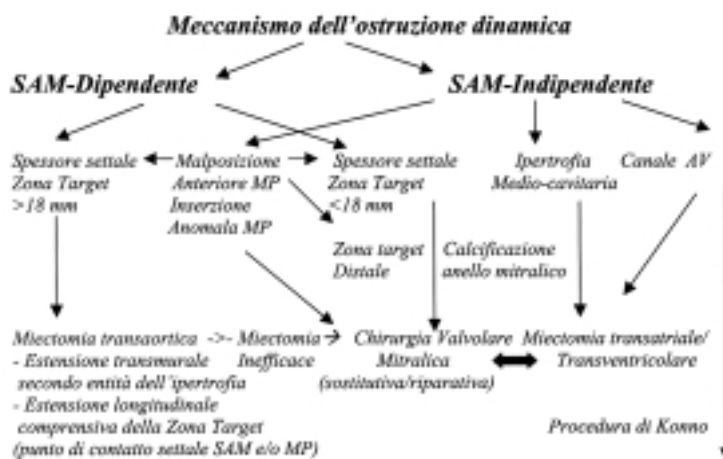 Meccanismo dell'ostruzione dinamica
SAM-Dipendente
SAM-Indipendente
Spessore settale
Zona Target
>18 mm
Malposizione
Anteriore MP
Inserzione
Anomala MP
Spessore settale
Zona Target
<18 mm
Ipertrofia
Medio-cavitaria
Canale AV
Zona target
Distale
Calcificazione
anello mitralico
Miectomia transaortica
- Estensione transmurale
secondo entità dell'ipertrofia
- Estensione longitudinale
comprensiva della Zona Target
(punto di contatto settale SAM e/o MP)
->- Miectomia
Inefficace
Chirurgia Valvolare
Mitralica
(sostitutiva/riparativa)
Miectomia transatriale/
Transventricolare
Procedura di Konno